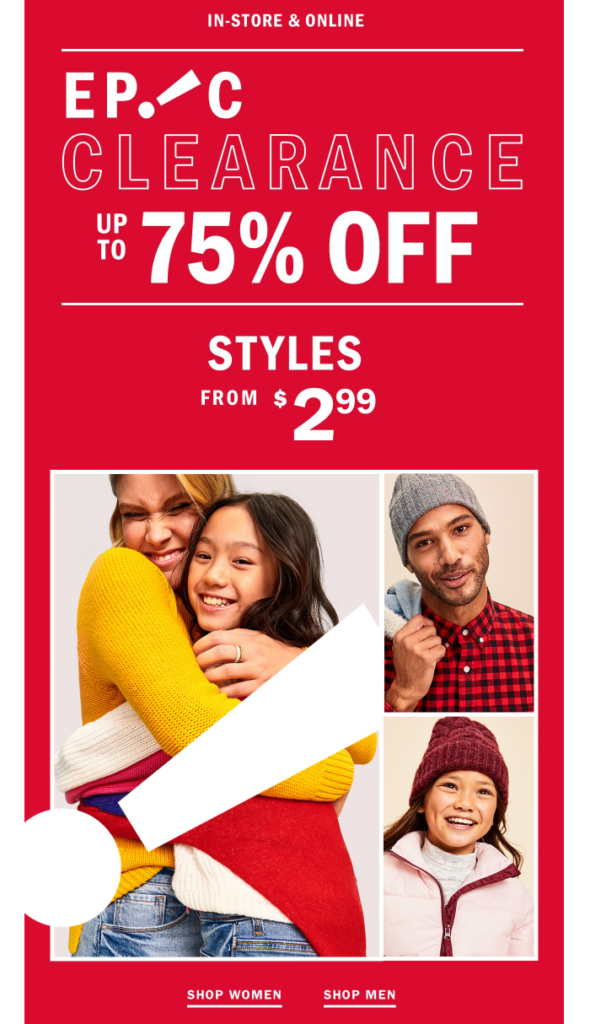 IN-STORE & ONLINE
EPIC
CLEARANCE
UP TO 75% OFF
STYLES
FROM $2.99
SHOP WOMEN SHOP MEN